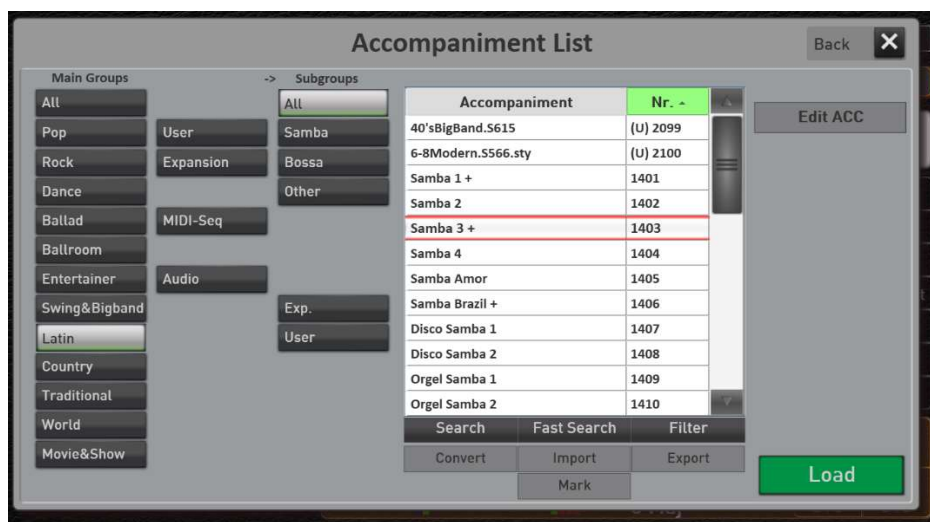 Accompaniment List
Back
Main Groups -> Subgroups
All
Pop
Rock
Dance
Ballad
Ballroom
Entertainer
Swing&Bigband
Latin
Country
Traditional
World
Movie&Show
User
Expansion
MIDI-Seq
Audio
All
Samba
Bossa
Other
Exp.
User
Accompaniment Nr.
40'sBigBand.S615 (U) 2099
6-8Modern.S566.sty (U) 2100
Samba 1 + 1401
Samba 2 1402
Samba 3 + 1403
Samba 4 1404
Samba Amor 1405
Samba Brazil + 1406
Disco Samba 1 1407
Disco Samba 2 1408
Orgel Samba 1 1409
Orgel Samba 2 1410
Search Fast Search Filter
Convert Import Export
Mark
Edit ACC
Load